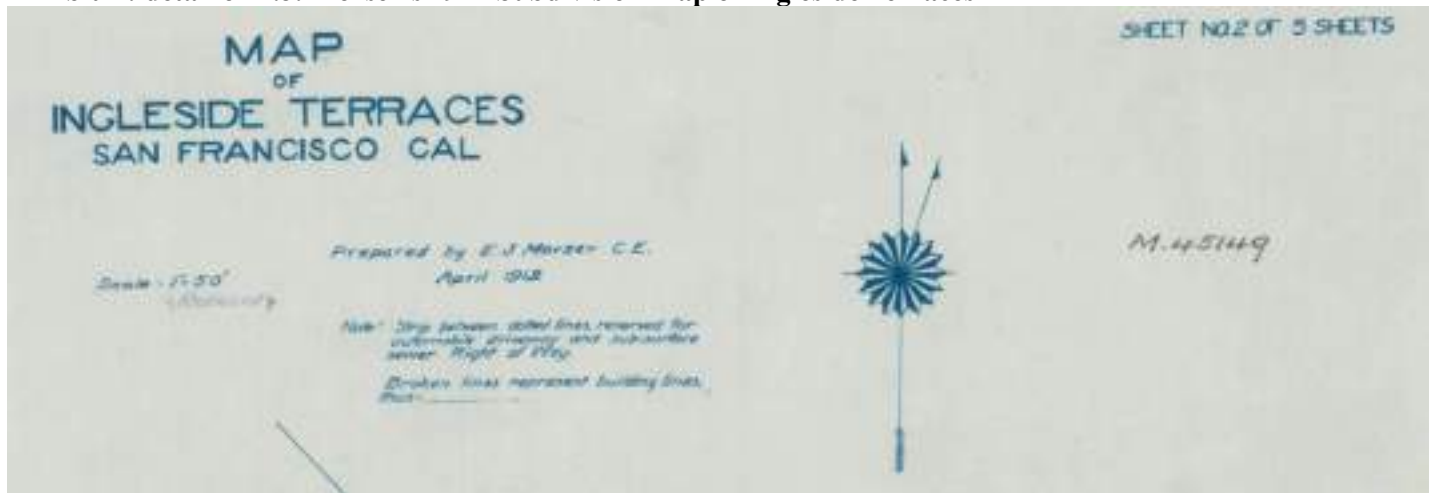 MAP
OF
INGLESIDE TERRACES
SAN FRANCISCO CAL
SHEET NO.2 OF 5 SHEETS
Prepared by E.J. Morser C.E.
April 1912
Scale - 1"=50'
M.45149
Note: Strip between dotted lines reserved for
automobile driveway and sub-surface
sewer Right of Way
Broken lines represent building lines,
thus